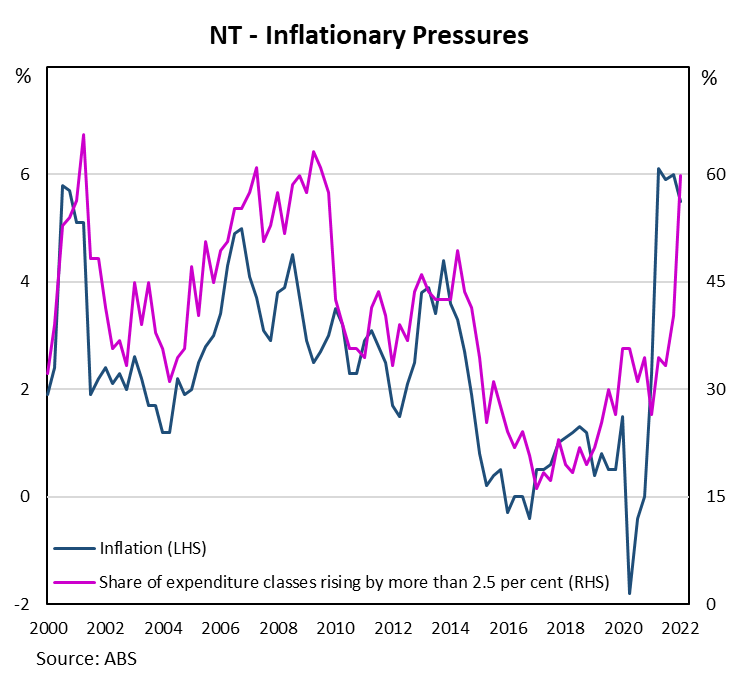 NT - Inflationary Pressures
% %
6 60
4 45
2 30
0 15
Inflation (LHS)
Share of expenditure classes rising by more than 2.5 per cent (RHS)
-2 0
2000 2002 2004 2006 2008 2010 2012 2014 2016 2018 2020 2022
Source: ABS